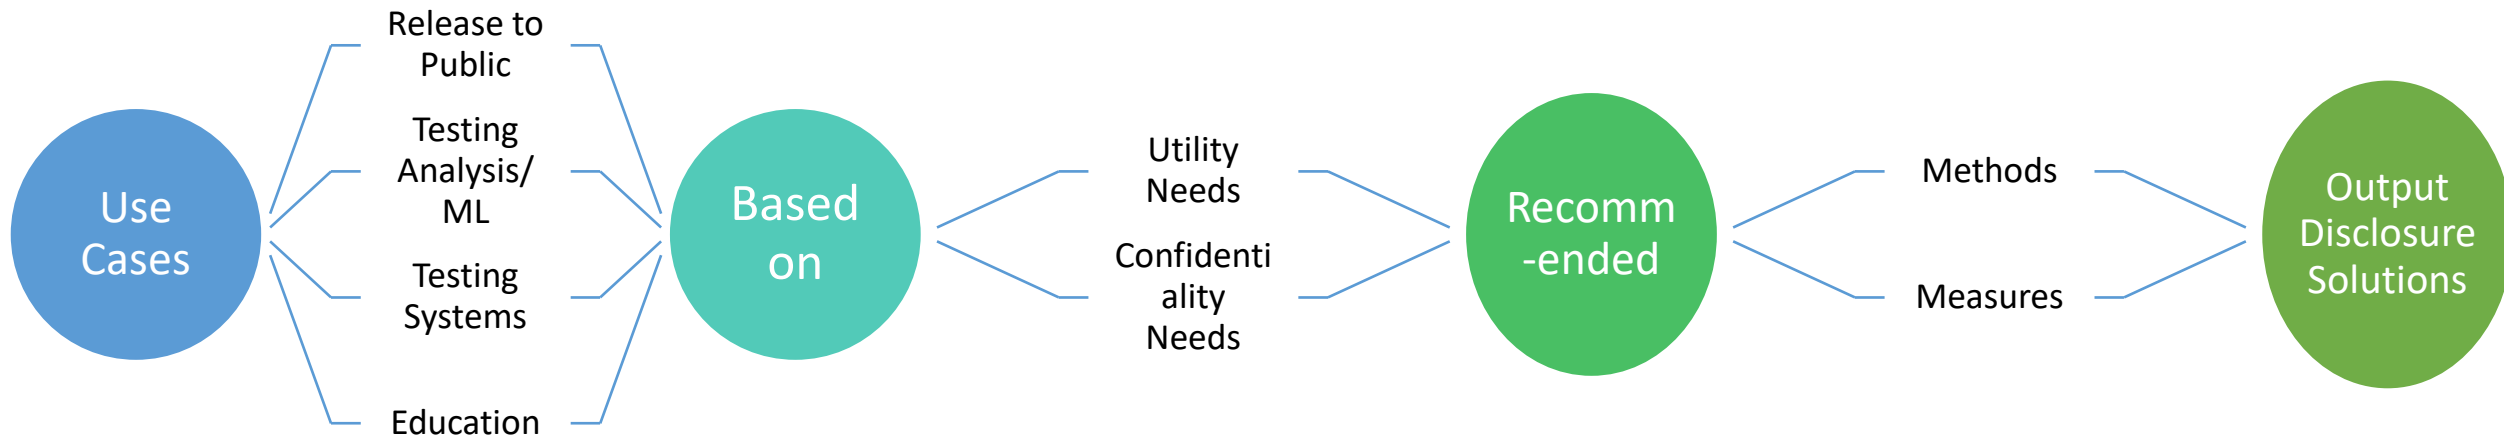 Use
Cases
Release to
Public
Testing
Analysis/
ML
Testing
Systems
Education
Based
on
Utility
Needs
Confidenti
ality
Needs
Recomm
-ended
Methods
Measures
Output
Disclosure
Solutions